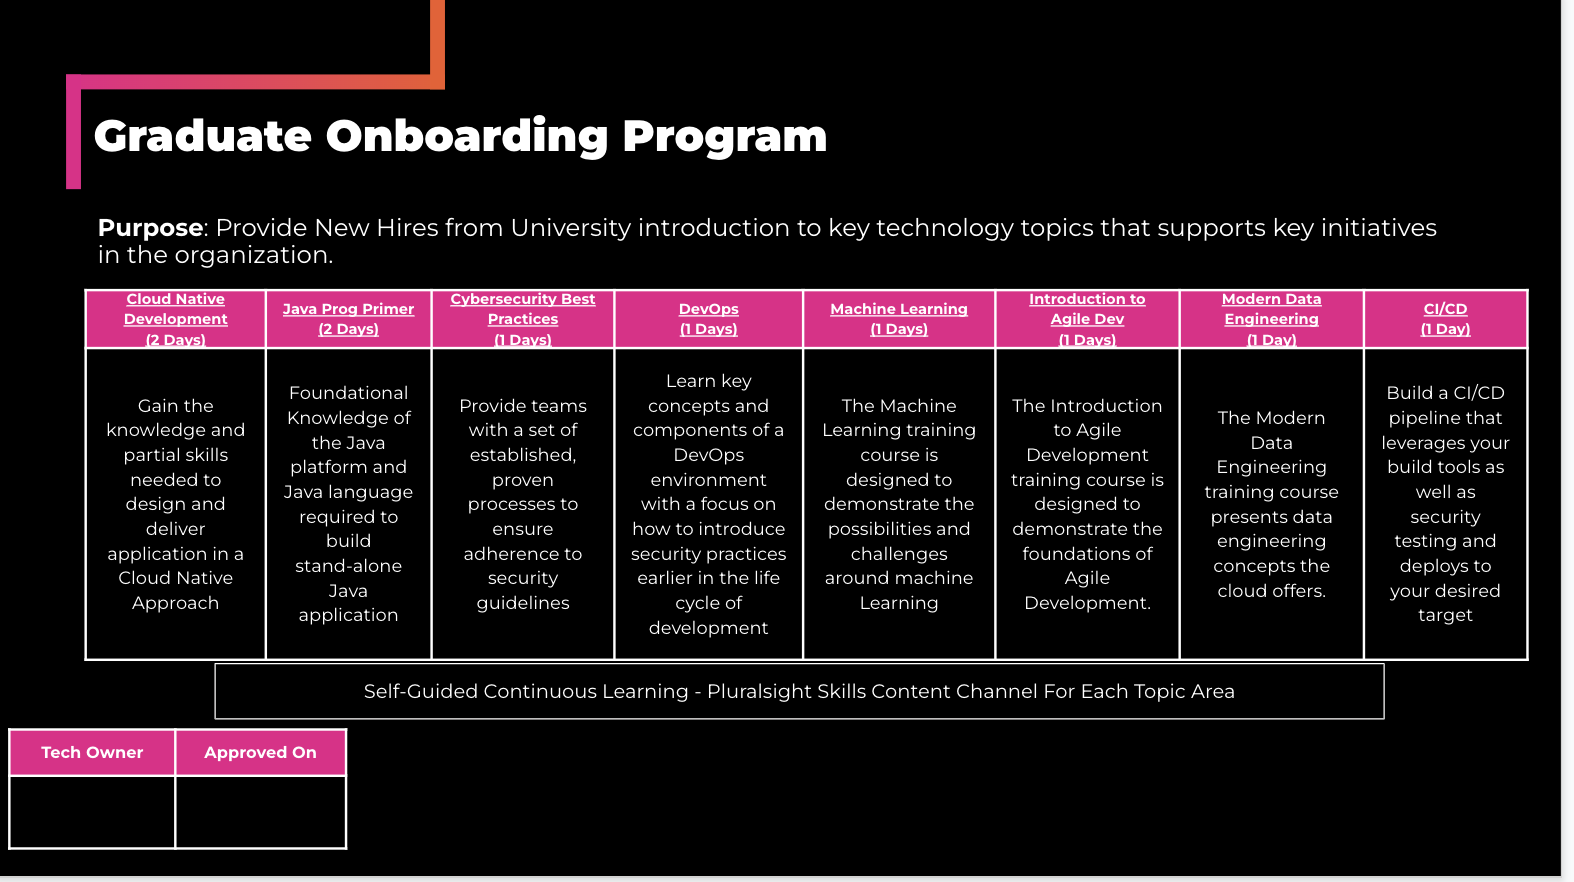 Graduate Onboarding Program
Purpose: Provide New Hires from University introduction to key technology topics that supports key initiatives
in the organization.
Cloud Native
Development
(2 Days)
Java Prog Primer
(2 Days)
Cybersecurity Best
Practices
(1 Days)
DevOps
(1 Days)
Machine Learning
(1 Days)
Introduction to
Agile Dev
(1 Days)
Modern Data
Engineering
(1 Day)
CI/CD
(1 Day)
Gain the
knowledge and
partial skills
needed to
design and
deliver
application in a
Cloud Native
Approach
Foundational
Knowledge of
the Java
platform and
Java language
required to
build
stand-alone
Java
application
Provide teams
with a set of
established,
proven
processes to
ensure
adherence to
security
guidelines
Learn key
concepts and
components of a
DevOps
environment
with a focus on
how to introduce
security practices
earlier in the life
cycle of
development
The Machine
Learning training
course is
designed to
demonstrate the
possibilities and
challenges
around machine
Learning
The Introduction
to Agile
Development
training course is
designed to
demonstrate the
foundations of
Agile
Development.
The Modern
Data
Engineering
training course
presents data
engineering
concepts the
cloud offers.
Build a CI/CD
pipeline that
leverages your
build tools as
well as
security
testing and
deploys to
your desired
target
Self-Guided Continuous Learning - Pluralsight Skills Content Channel For Each Topic Area
Tech Owner
Approved On